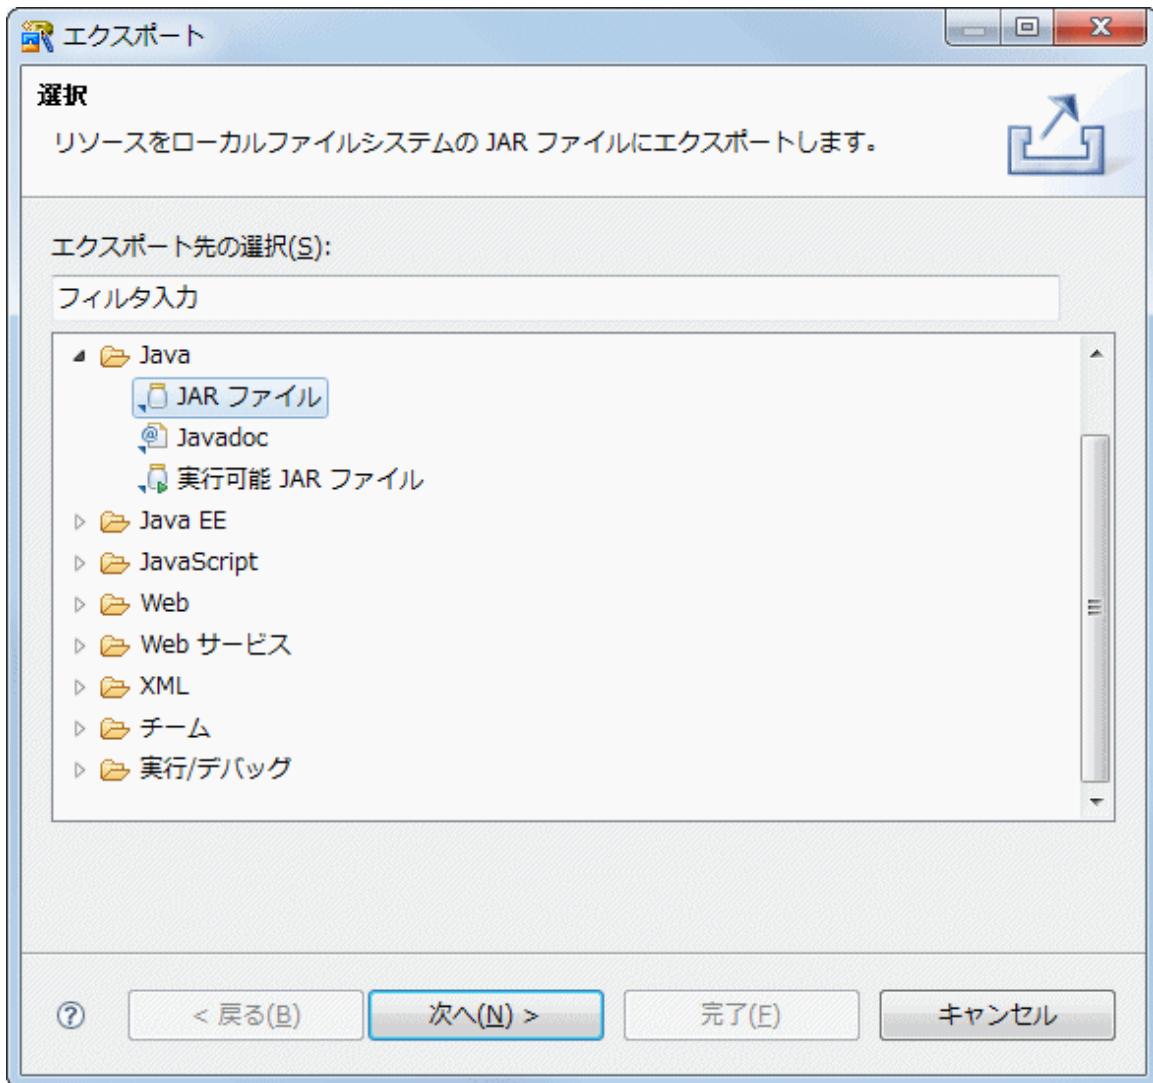 エクスポート
選択
リソースをローカルファイルシステムの JAR ファイルにエクスポートします。
エクスポート先の選択(S):
フィルタ入力
Java
JAR ファイル
Javadoc
実行可能 JAR ファイル
Java EE
JavaScript
Web
Web サービス
XML
チーム
実行/デバッグ
< 戻る(B) 次へ(N) > 完了(F) キャンセル